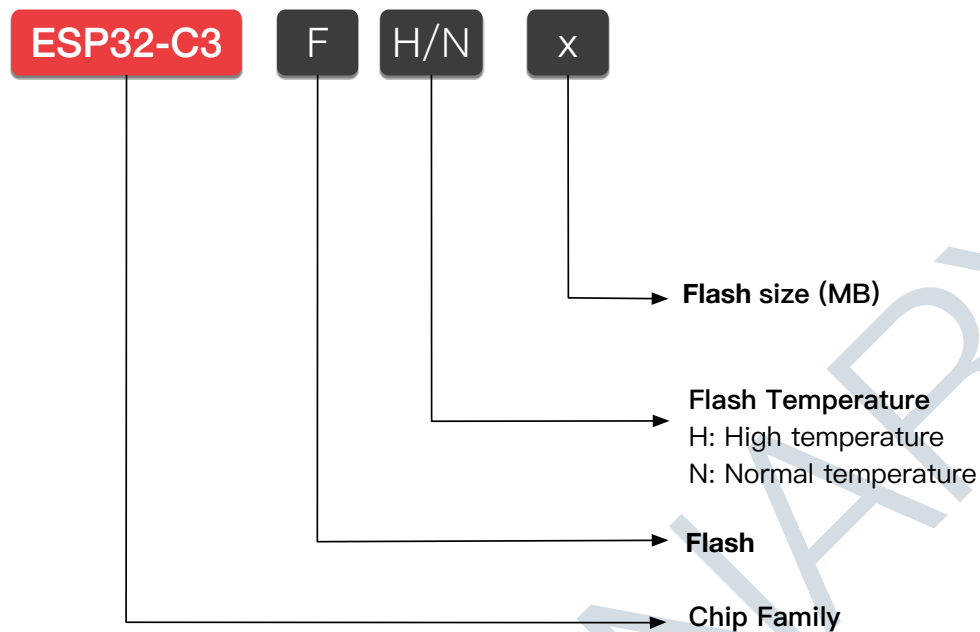 ESP32-C3 F H/N x
Flash size (MB)
Flash Temperature
H: High temperature
N: Normal temperature
Flash
Chip Family